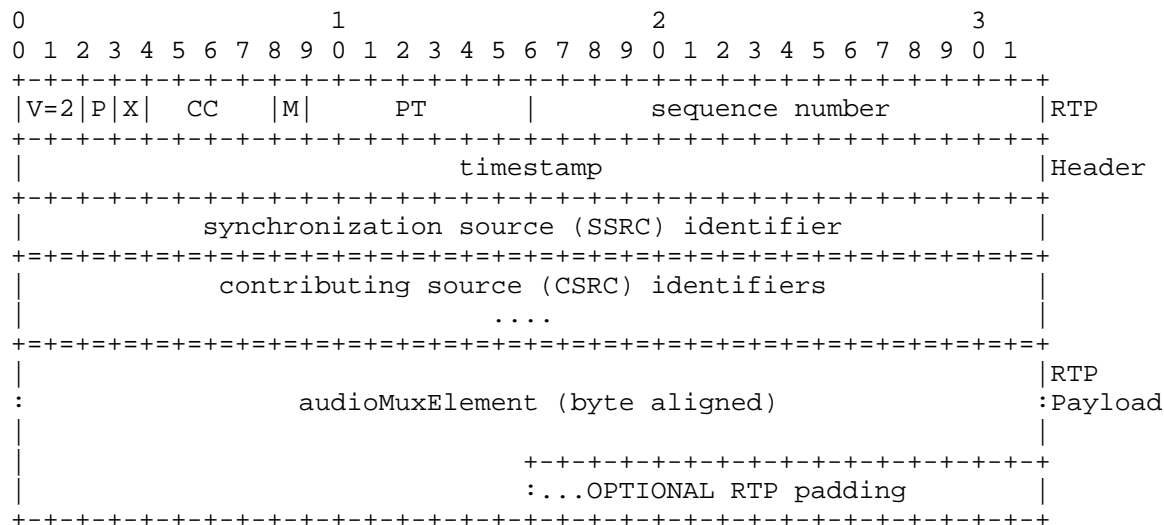 0                   1                   2                   3
0 1 2 3 4 5 6 7 8 9 0 1 2 3 4 5 6 7 8 9 0 1 2 3 4 5 6 7 8 9 0 1
+-+-+-+-+-+-+-+-+-+-+-+-+-+-+-+-+-+-+-+-+-+-+-+-+-+-+-+-+-+-+-+-+
|V=2|P|X|  CC   |M|     PT      |       sequence number         |RTP
+-+-+-+-+-+-+-+-+-+-+-+-+-+-+-+-+-+-+-+-+-+-+-+-+-+-+-+-+-+-+-+-+
|                           timestamp                           |Header
+-+-+-+-+-+-+-+-+-+-+-+-+-+-+-+-+-+-+-+-+-+-+-+-+-+-+-+-+-+-+-+-+
|           synchronization source (SSRC) identifier            |
+=+=+=+=+=+=+=+=+=+=+=+=+=+=+=+=+=+=+=+=+=+=+=+=+=+=+=+=+=+=+=+=+
|            contributing source (CSRC) identifiers             |
|                             ....                              |
+=+=+=+=+=+=+=+=+=+=+=+=+=+=+=+=+=+=+=+=+=+=+=+=+=+=+=+=+=+=+=+=+
|                                                               |RTP
:                 audioMuxElement (byte aligned)                :Payload
|                                                               |
|                               +-+-+-+-+-+-+-+-+-+-+-+-+-+-+-+-+
|                               :...OPTIONAL RTP padding        |
+-+-+-+-+-+-+-+-+-+-+-+-+-+-+-+-+-+-+-+-+-+-+-+-+-+-+-+-+-+-+-+-+